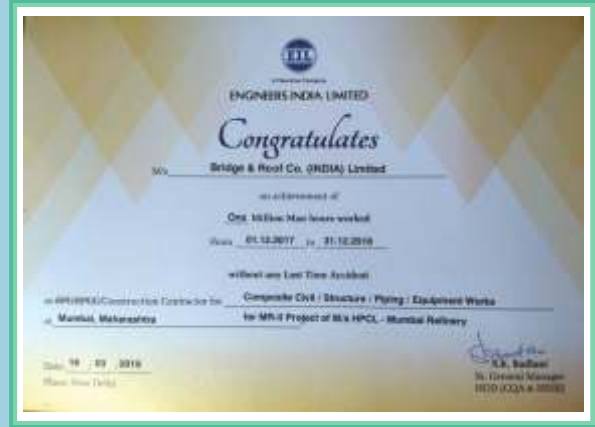 EIL
ENGINEERS INDIA LIMITED
Congratulates
M/s Bridge & Roof Co. (INDIA) Limited
on achievement of
One Million Man hours worked
from 01.12.2017 to 31.12.2018
without any Lost Time Accident
Construction Contractor for Composite Civil / Structure / Piping / Equipment Works
at Mumbai, Maharashtra for MR-II Project of M/s HPCL - Mumbai Refinery
Date 03 2019
Place New Delhi
Sr. General Manager